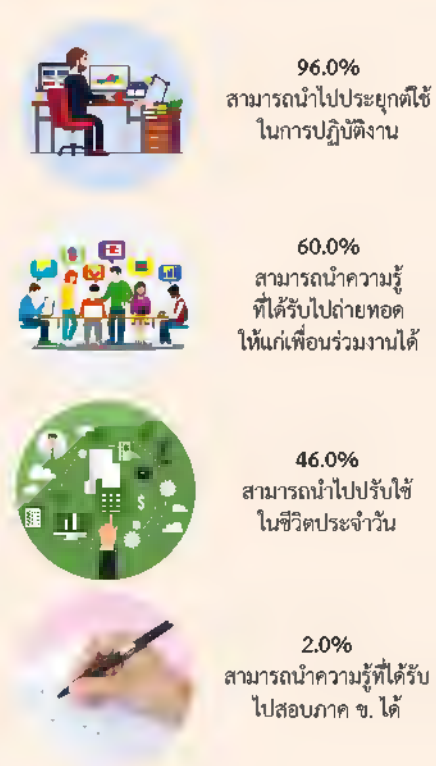 96.0%
สามารถนำไปประยุกต์ใช้
ในการปฏิบัติงาน
60.0%
สามารถนำความรู้
ที่ได้รับไปถ่ายทอด
ให้แก่เพื่อนร่วมงานได้
46.0%
สามารถนำไปปรับใช้
ในชีวิตประจำวัน
2.0%
สามารถนำความรู้ที่ได้รับ
ไปสอบภาค ข. ได้